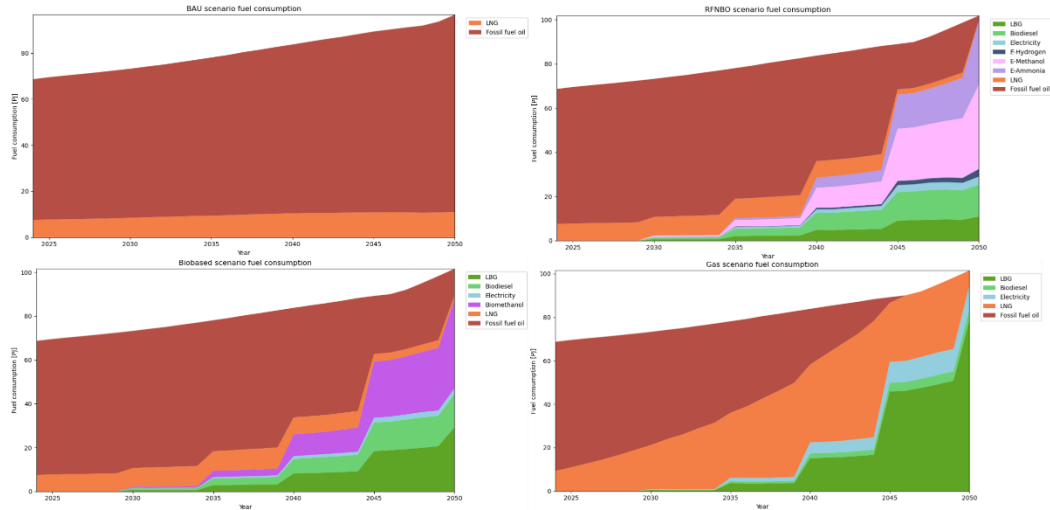 BAU scenario fuel consumption
LNG
Fossil fuel oil
Fuel consumption [PJ]
80
60
40
20
0
2025
2030
2035
2040
2045
2050
Year
RFNBO scenario fuel consumption
LBG
Biodiesel
Electricity
E-Hydrogen
E-Methanol
E-Ammonia
LNG
Fossil fuel oil
Fuel consumption [PJ]
100
80
60
40
20
0
2025
2030
2035
2040
2045
2050
Year
Biobased scenario fuel consumption
LBG
Biodiesel
Electricity
Biomethanol
LNG
Fossil fuel oil
Fuel consumption [PJ]
100
80
60
40
20
0
2025
2030
2035
2040
2045
2050
Year
Gas scenario fuel consumption
LBG
Biodiesel
Electricity
LNG
Fossil fuel oil
Fuel consumption [PJ]
100
80
60
40
20
0
2025
2030
2035
2040
2045
2050
Year